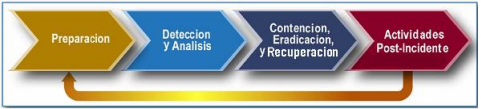 Preparacion
Deteccion
y Analisis
Contencion,
Eradicacion,
y Recuperacion
Actividades
Post-Incidente